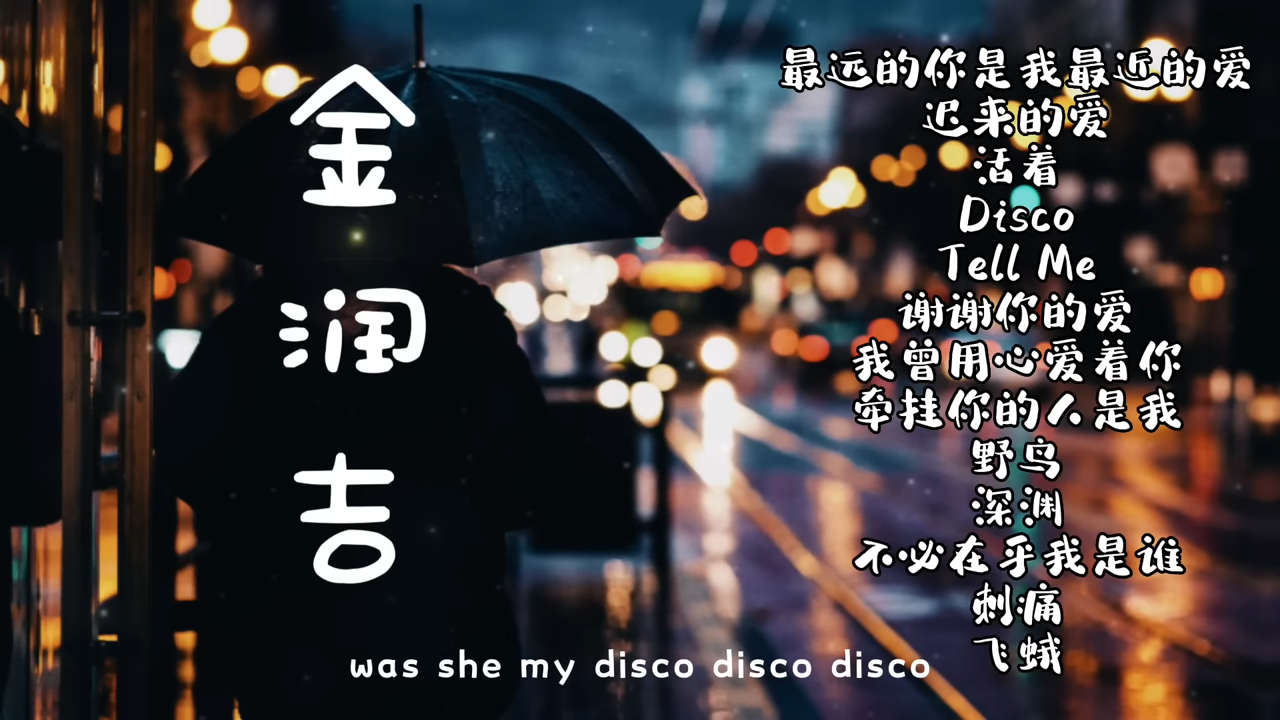 金润吉
最远的你是我最近的爱
迟来的爱
活着
Disco
Tell Me
谢谢你的爱
我曾用心爱着你
牵挂你的人是我
野鸟
深渊
不必在乎我是谁
刺痛
飞蛾
was she my disco disco disco